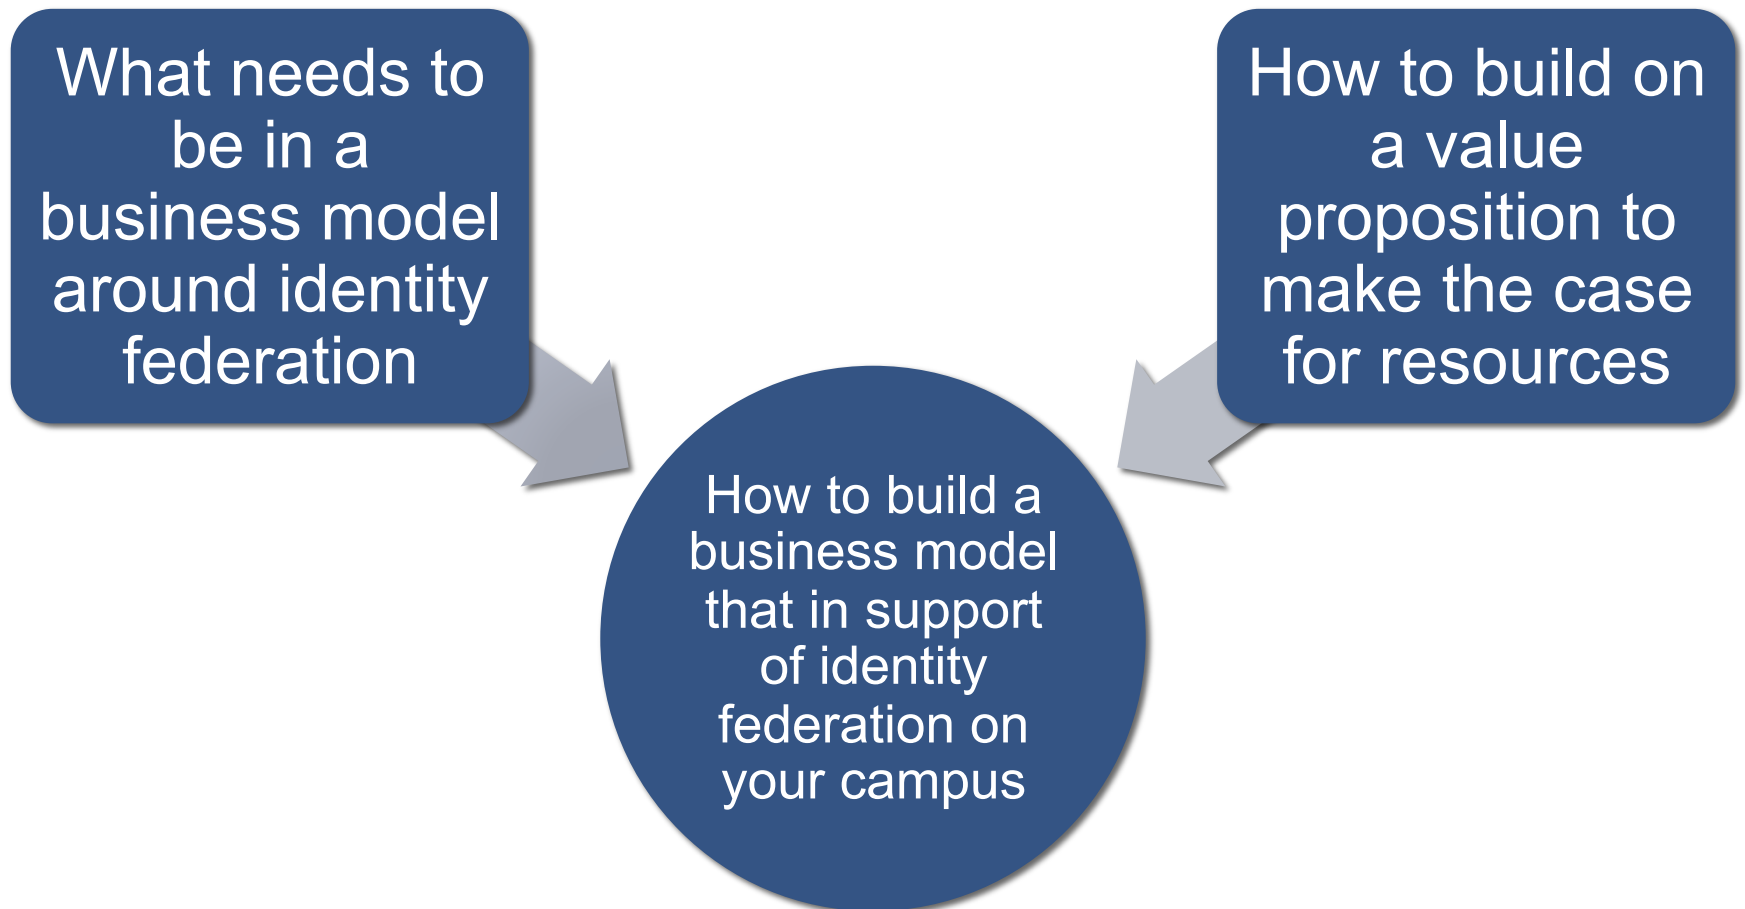 What needs to
be in a
business model
around identity
federation
How to build on
a value
proposition to
make the case
for resources
How to build a
business model
that in support
of identity
federation on
your campus